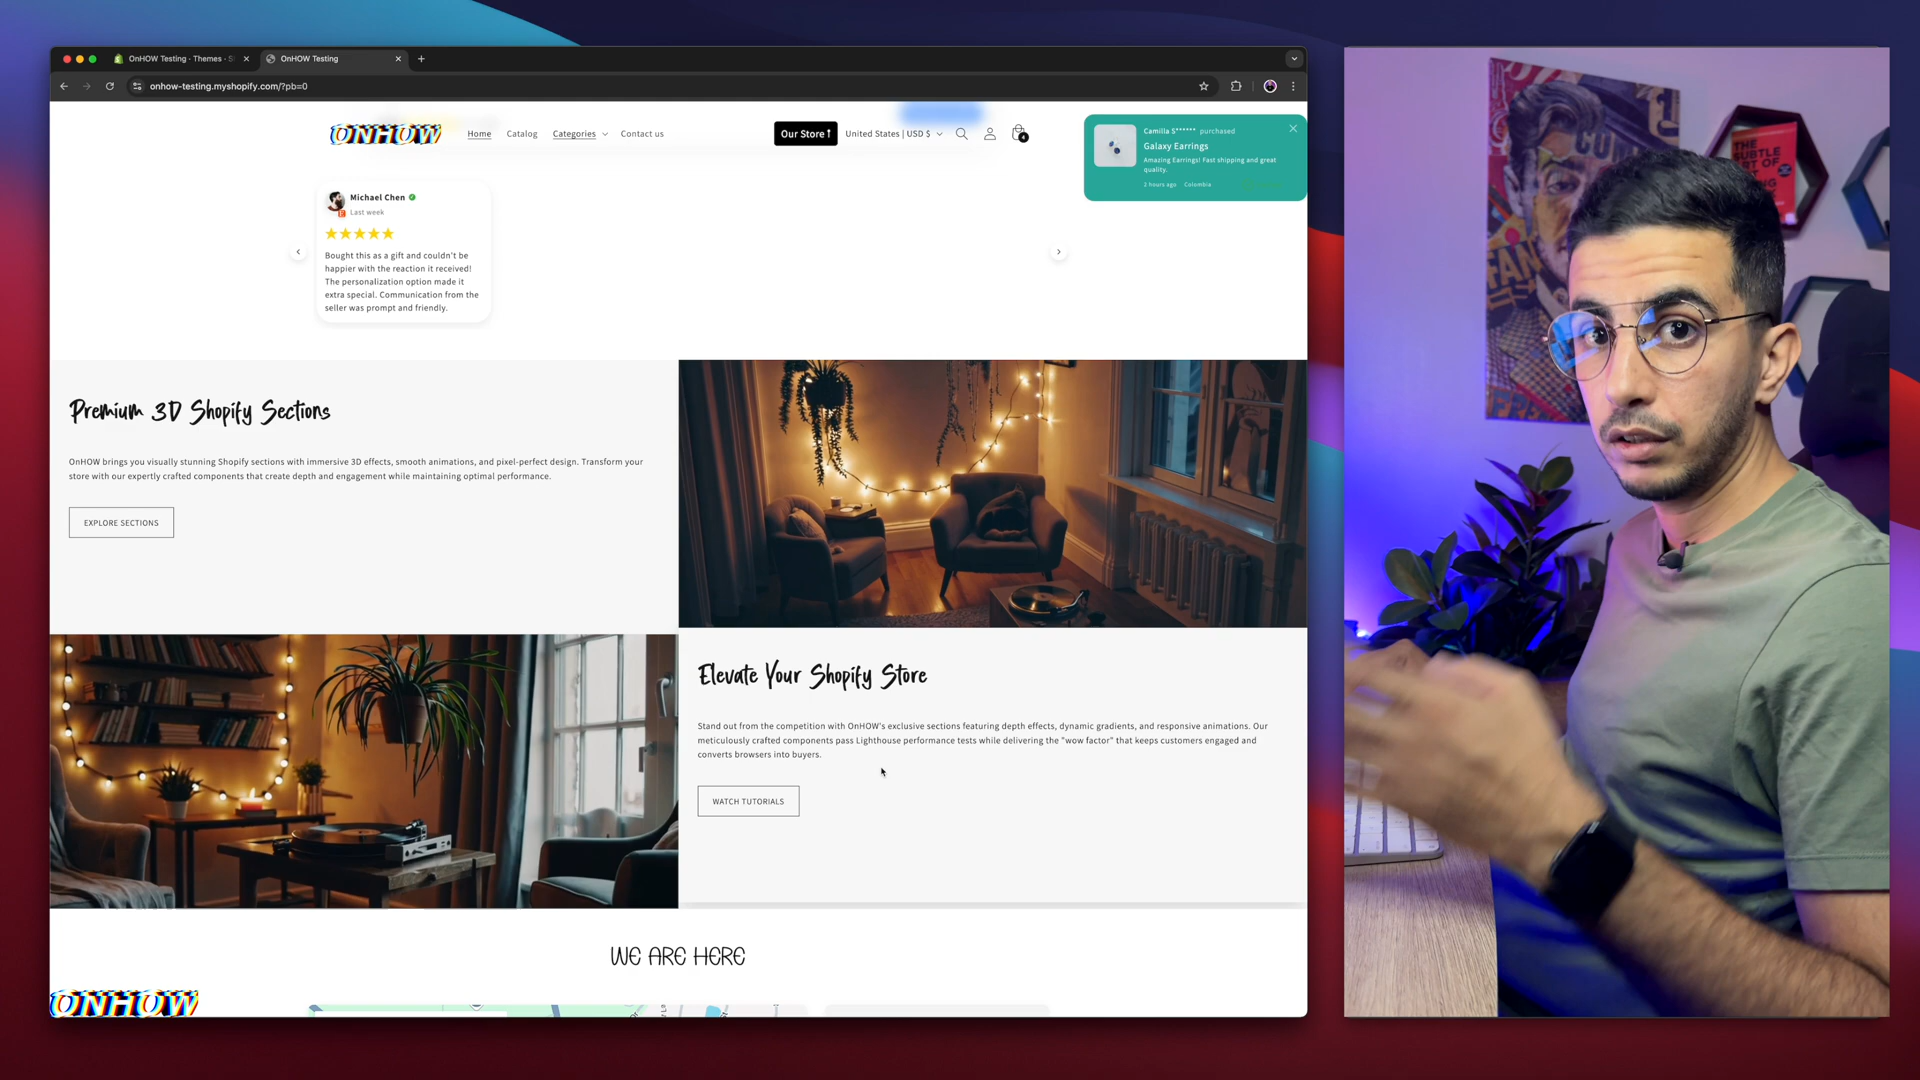 OnHOW Testing - Themes - S
OnHOW Testing
onhow-testing.myshopify.com/?pb=0
ONHOW
Home
Catalog
Categories
Contact us
Our Store
United States | USD $
4
Camilla S****** purchased
Galaxy Earrings
Amazing Earrings! Fast shipping and great
quality.
2 hours ago Colombia
Michael Chen
Last week
Bought this as a gift and couldn't be
happier with the reaction it received!
The personalization option made it
extra special. Communication from the
seller was prompt and friendly.
Premium 3D Shopify Sections
OnHOW brings you visually stunning Shopify sections with immersive 3D effects, smooth animations, and pixel-perfect design. Transform your
store with our expertly crafted components that create depth and engagement while maintaining optimal performance.
EXPLORE SECTIONS
Elevate Your Shopify Store
Stand out from the competition with OnHOW's exclusive sections featuring depth effects, dynamic gradients, and responsive animations. Our
meticulously crafted components pass Lighthouse performance tests while delivering the "wow factor" that keeps customers engaged and
converts browsers into buyers.
WATCH TUTORIALS
WE ARE HERE
ONHOW
THE
SUBTLE
ART OF